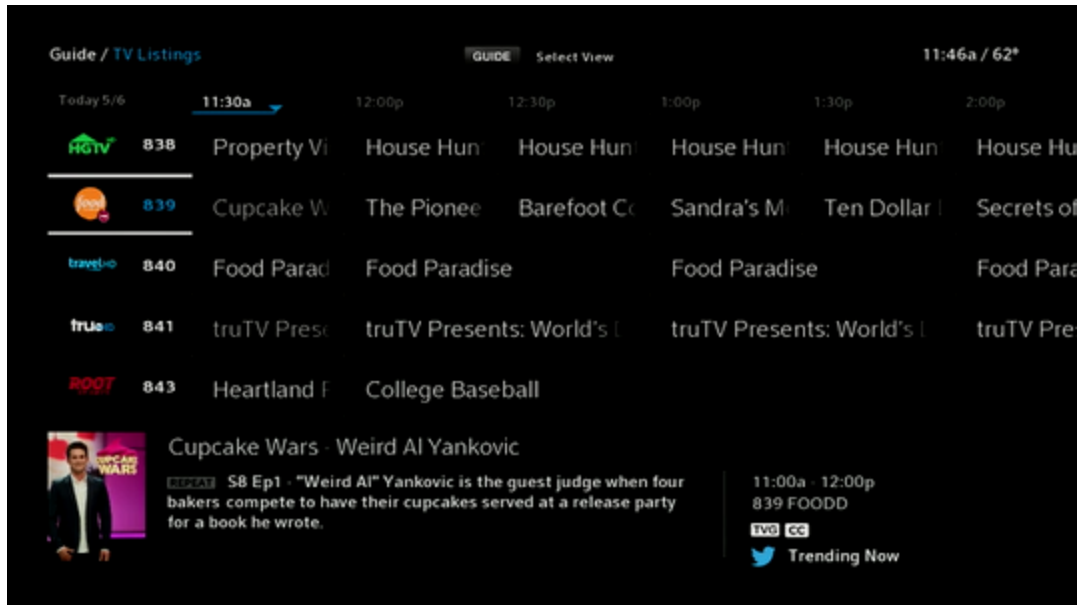 Guide / TV Listings GUIDE Select View 11:46a / 62°
Today 5/6 11:30a 12:00p 12:30p 1:00p 1:30p 2:00p
HGTV 838 Property Vi House Hun House Hun House Hun House Hun House Hu
food 839 Cupcake W The Pionee Barefoot Co Sandra's M Ten Dollar Secrets of
travel HD 840 Food Parad Food Paradise Food Paradise Food Para
tru 841 truTV Prese truTV Presents: World's truTV Presents: World's truTV Pre
ROOT 843 Heartland College Baseball
CUPCAKE
WARS
Cupcake Wars - Weird Al Yankovic
REPEAT S8 Ep1 - "Weird Al" Yankovic is the guest judge when four
bakers compete to have their cupcakes served at a release party
for a book he wrote.
11:00a - 12:00p
839 FOODD
TVG CC
Trending Now